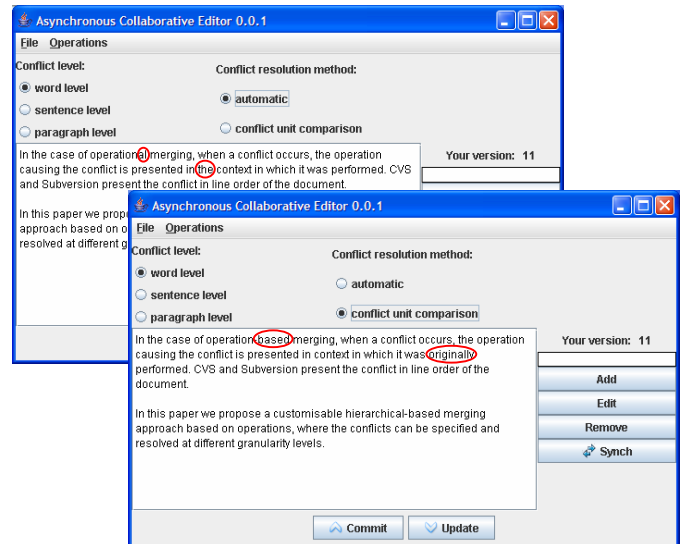 Asynchronous Collaborative Editor 0.0.1
File Operations
Conflict level:
Conflict resolution method:
word level
automatic
sentence level
paragraph level
conflict unit comparison
In the case of operational merging, when a conflict occurs, the operation
causing the conflict is presented in the context in which it was performed. CVS
and Subversion present the conflict in line order of the document.
Your version: 11
In this paper we prop
approach based on o
resolved at different g
Asynchronous Collaborative Editor 0.0.1
File Operations
Conflict level:
Conflict resolution method:
word level
automatic
sentence level
paragraph level
conflict unit comparison
In the case of operation-based merging, when a conflict occurs, the operation
causing the conflict is presented in context in which it was originally
performed. CVS and Subversion present the conflict in line order of the
document.
In this paper we propose a customisable hierarchical-based merging
approach based on operations, where the conflicts can be specified and
resolved at different granularity levels.
Your version: 11
Add
Edit
Remove
Synch
Commit Update